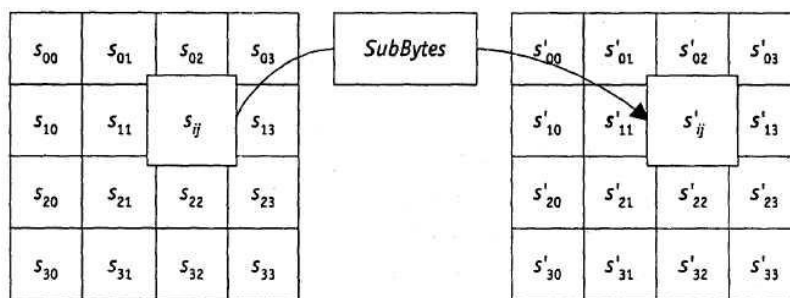 s00 s01 s02 s03 SubBytes s'00 s'01 s'02 s'03
s10 s11 sij s13 s'10 s'11 s'ij s'13
s20 s21 s22 s23 s'20 s'21 s'22 s'23
s30 s31 s32 s33 s'30 s'31 s'32 s'33